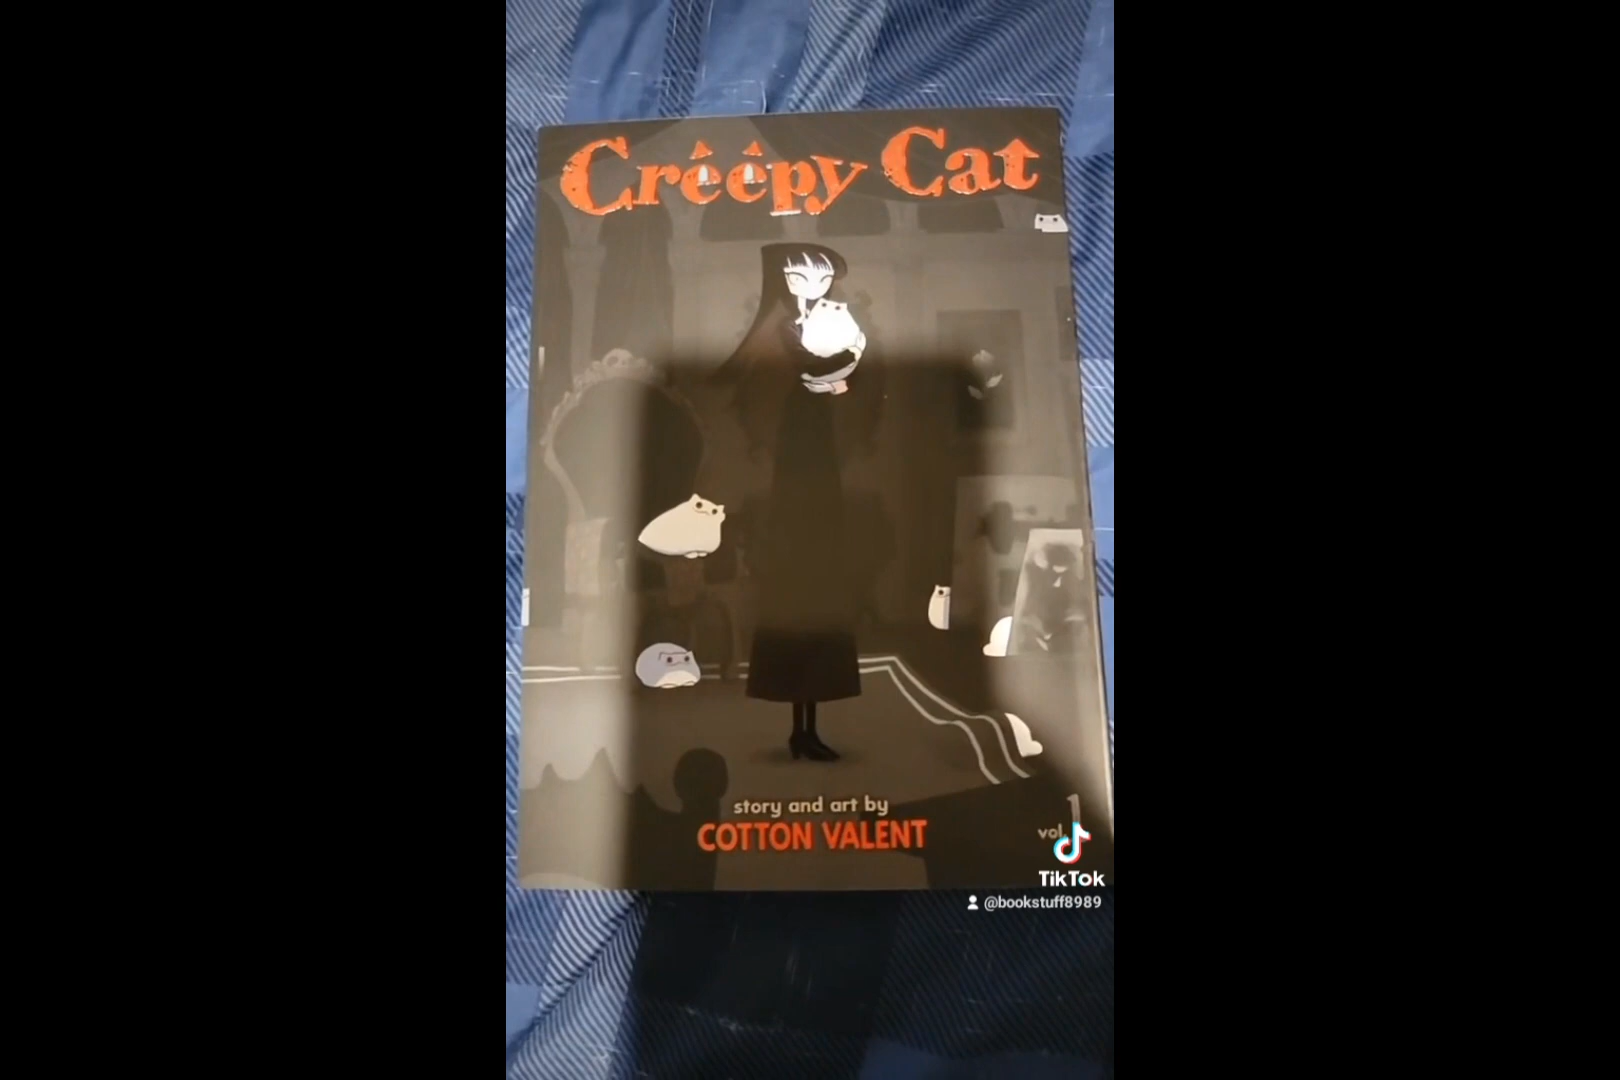 Creepy Cat
story and art by
COTTON VALENT
vol. 1
TikTok
@bookstuff8989